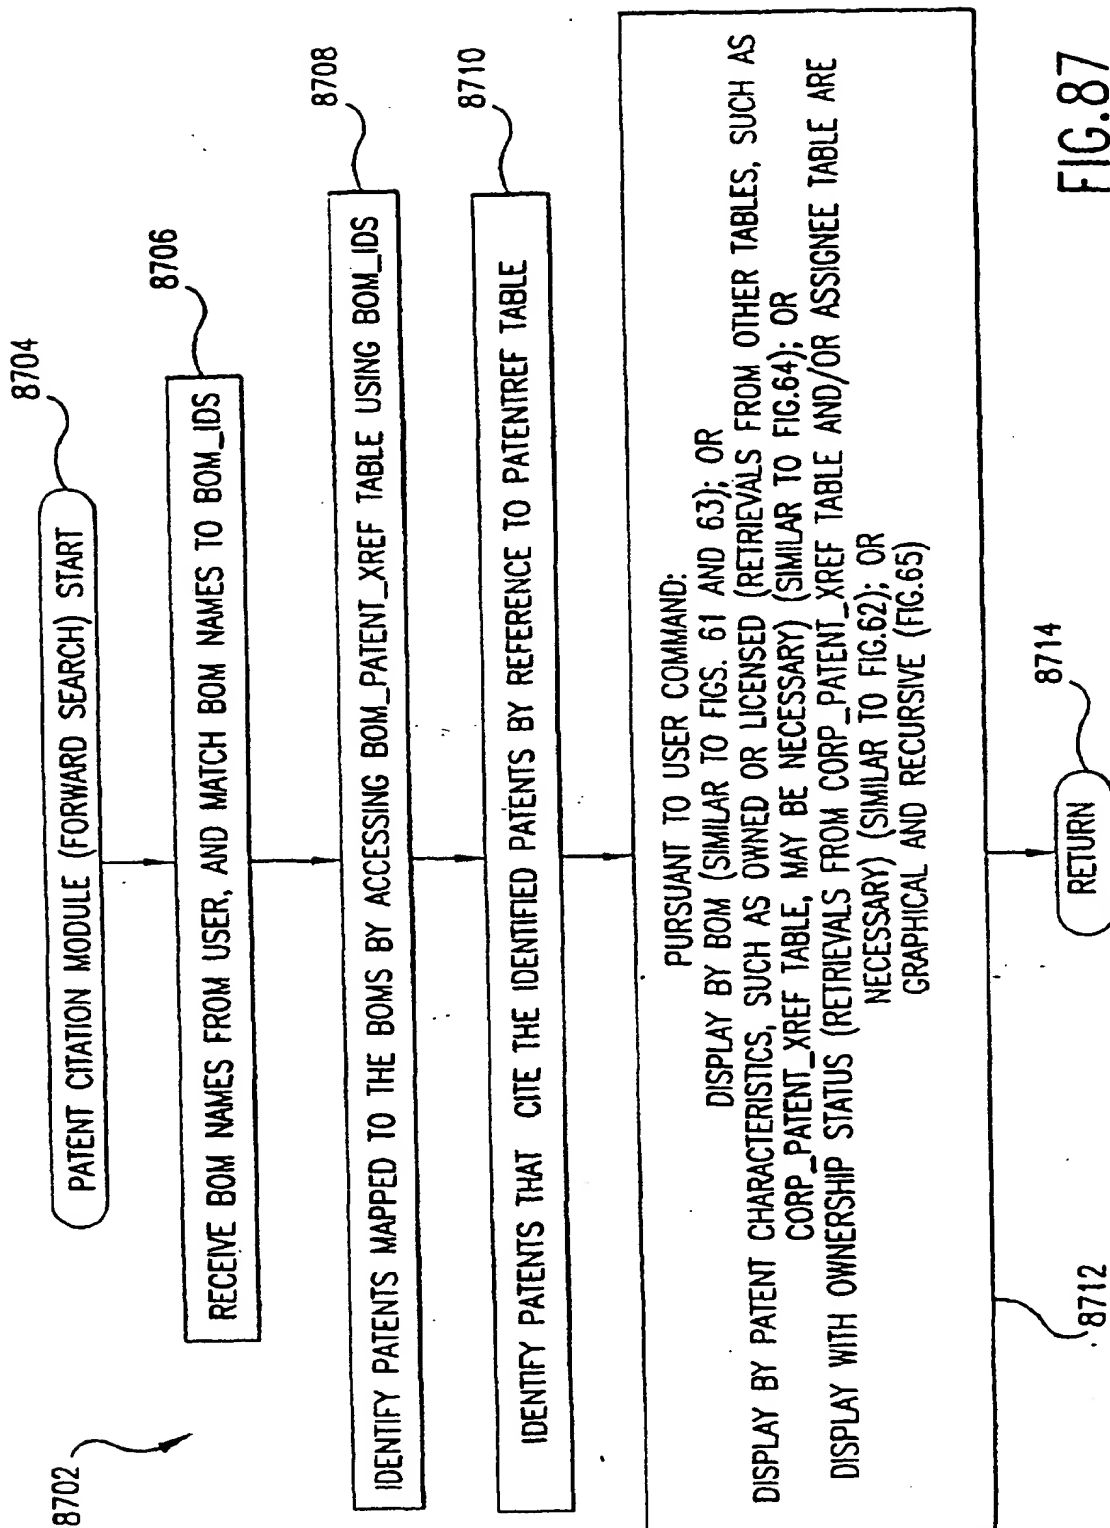 8702
8704
PATENT CITATION MODULE (FORWARD SEARCH) START
8706
RECEIVE BOM NAMES FROM USER, AND MATCH BOM NAMES TO BOM_IDS
8708
IDENTIFY PATENTS MAPPED TO THE BOMS BY ACCESSING BOM_PATENT_XREF TABLE USING BOM_IDS
8710
IDENTIFY PATENTS THAT CITE THE IDENTIFIED PATENTS BY REFERENCE TO PATENTREF TABLE
PURSUANT TO USER COMMAND:
DISPLAY BY BOM (SIMILAR TO FIGS. 61 AND 63); OR
DISPLAY BY PATENT CHARACTERISTICS, SUCH AS OWNED OR LICENSED (RETRIEVALS FROM OTHER TABLES, SUCH AS
CORP_PATENT_XREF TABLE, MAY BE NECESSARY) (SIMILAR TO FIG.64); OR
DISPLAY WITH OWNERSHIP STATUS (RETRIEVALS FROM CORP_PATENT_XREF TABLE AND/OR ASSIGNEE TABLE ARE
NECESSARY) (SIMILAR TO FIG.62); OR
GRAPHICAL AND RECURSIVE (FIG.65)
8712
8714
RETURN
FIG.87